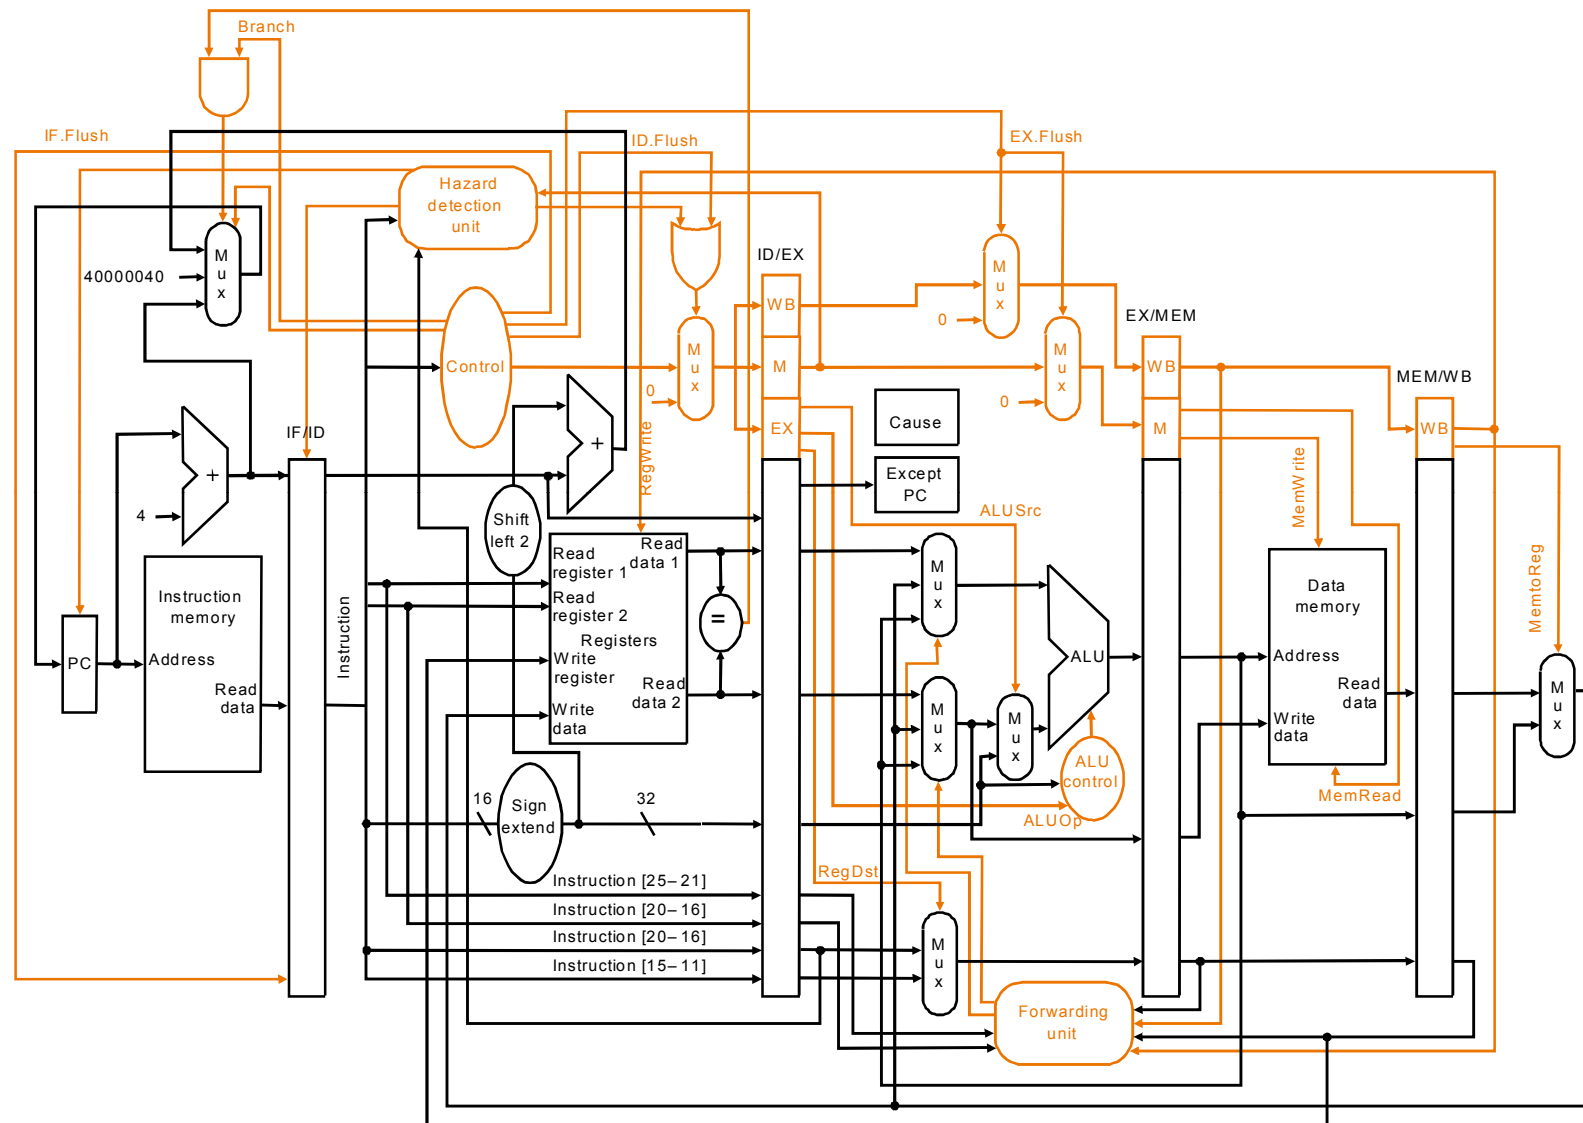 Branch
IF.Flush
ID.Flush
EX.Flush
Hazard
detection
unit
M
u
x
40000040
ID/EX
WB
M
u
x
0
EX/MEM
Control
M
u
x
0
M
M
u
x
0
WB
MEM/WB
IF/ID
EX
Cause
M
WB
+
+
4
RegWrite
Except
PC
MemWrite
Shift
left 2
ALUSrc
Read
register 1
Read
data 1
M
u
x
Instruction
memory
Read
register 2
=
Data
memory
MemtoReg
Registers
PC
Address
Instruction
Write
register
ALU
Address
Read
data
Read
data 2
Read
data
M
u
x
Write
data
M
u
x
M
u
x
Write
data
ALU
control
16
Sign
extend
32
MemRead
ALUOp
RegDst
Instruction [25–21]
Instruction [20–16]
Instruction [20–16]
Instruction [15–11]
M
u
x
Forwarding
unit